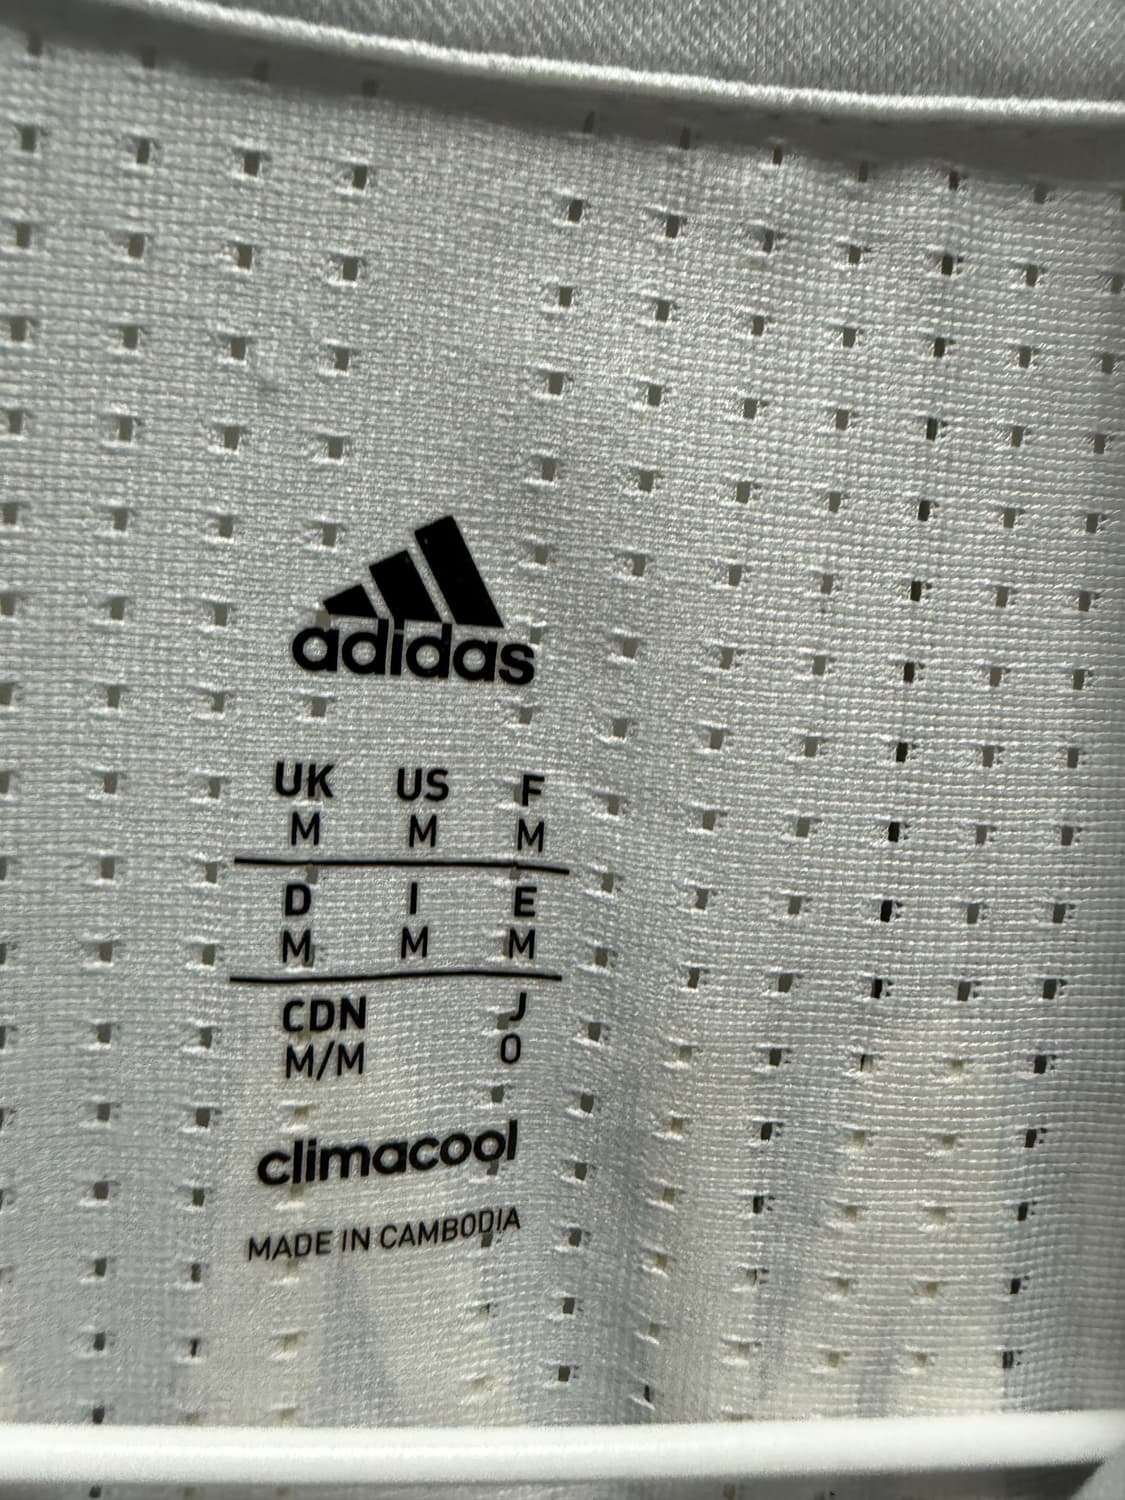 adidas
UK US F
M M M
D I E
M M M
CDN J
M/M O
climacool
MADE IN CAMBODIA